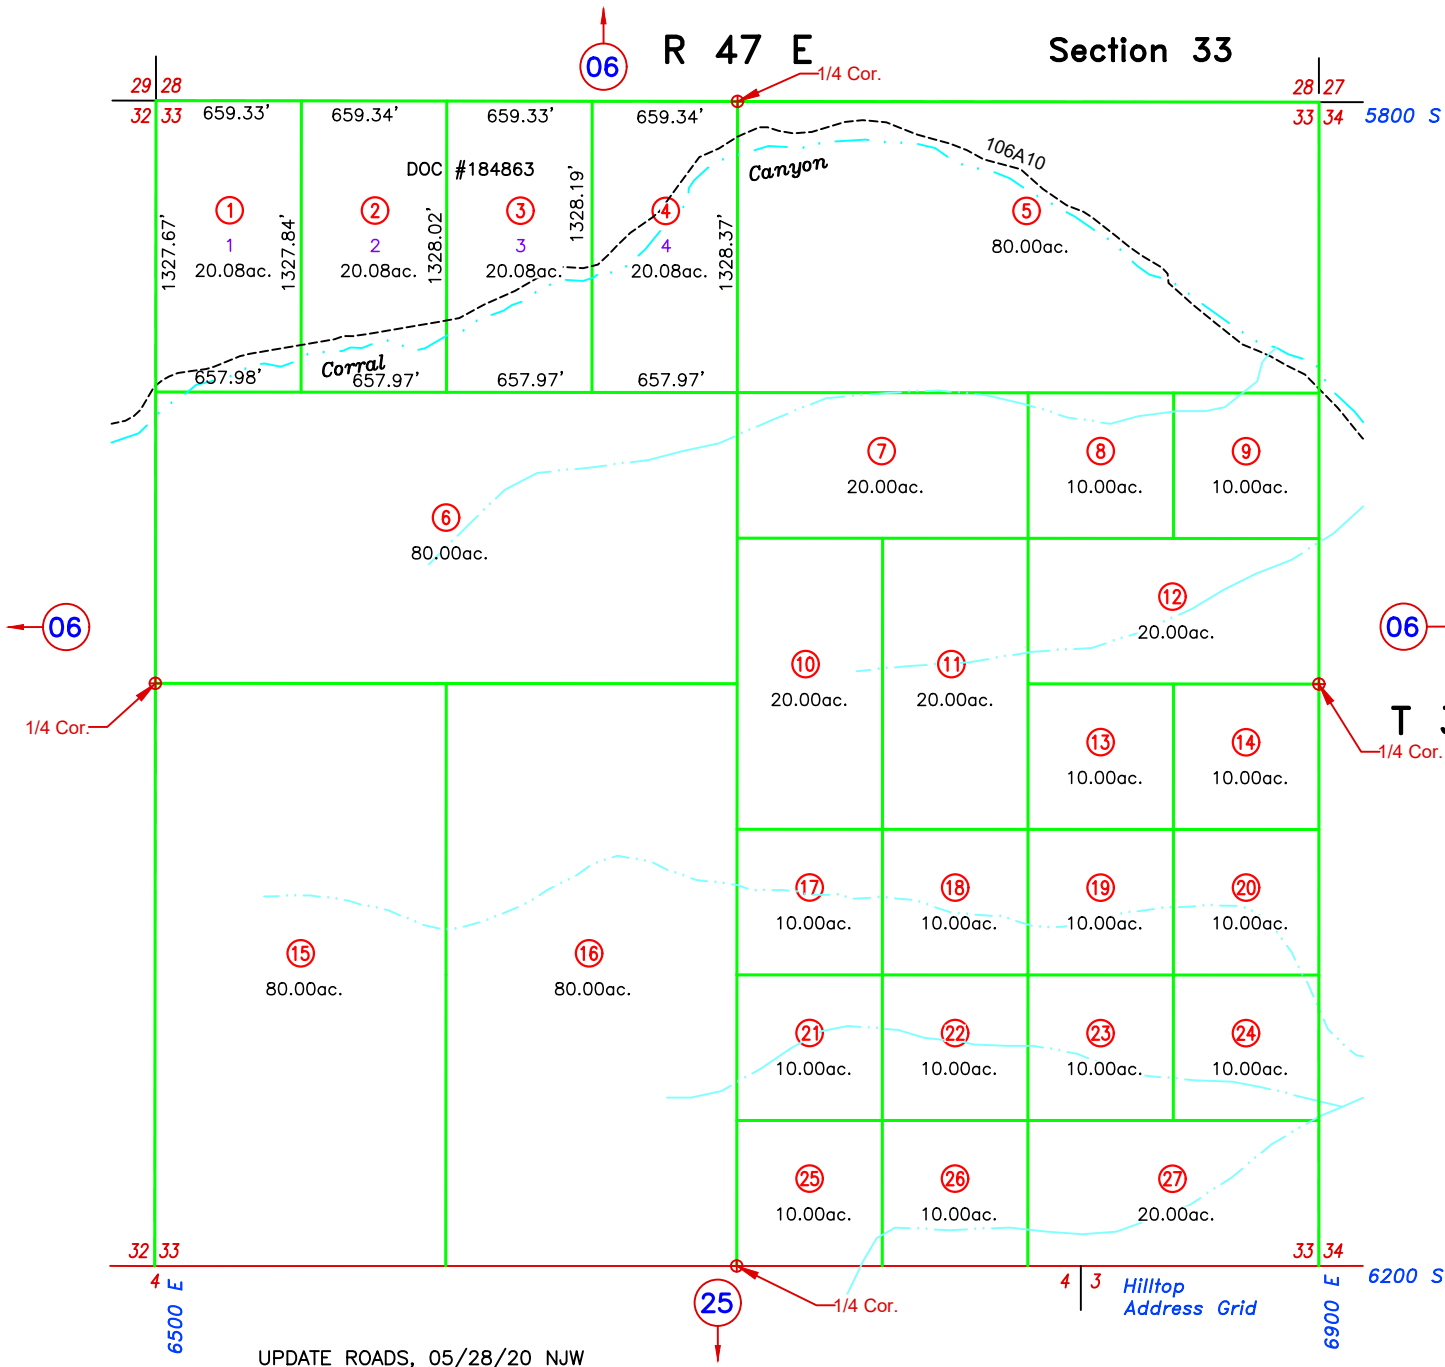 06
R 47 E
Section 33
1/4 Cor.
29 28
32 33
28 27
33 34
5800 S
659.33'
659.34'
659.33'
659.34'
DOC #184863
Canyon
106A10
1
2
3
4
5
1
2
3
4
20.08ac.
20.08ac.
20.08ac.
20.08ac.
80.00ac.
1327.67'
1327.84'
1328.02'
1328.19'
1328.37'
Corral
657.98'
657.97'
657.97'
657.97'
6
80.00ac.
7
20.00ac.
8
10.00ac.
9
10.00ac.
06
06
10
20.00ac.
11
20.00ac.
12
20.00ac.
1/4 Cor.
T
1/4 Cor.
13
10.00ac.
14
10.00ac.
15
80.00ac.
16
80.00ac.
17
10.00ac.
18
10.00ac.
19
10.00ac.
20
10.00ac.
21
10.00ac.
22
10.00ac.
23
10.00ac.
24
10.00ac.
25
10.00ac.
26
10.00ac.
27
20.00ac.
32 33
4
33 34
4 3
6200 S
6500 E
6900 E
25
1/4 Cor.
Hilltop
Address Grid
UPDATE ROADS, 05/28/20 NJW